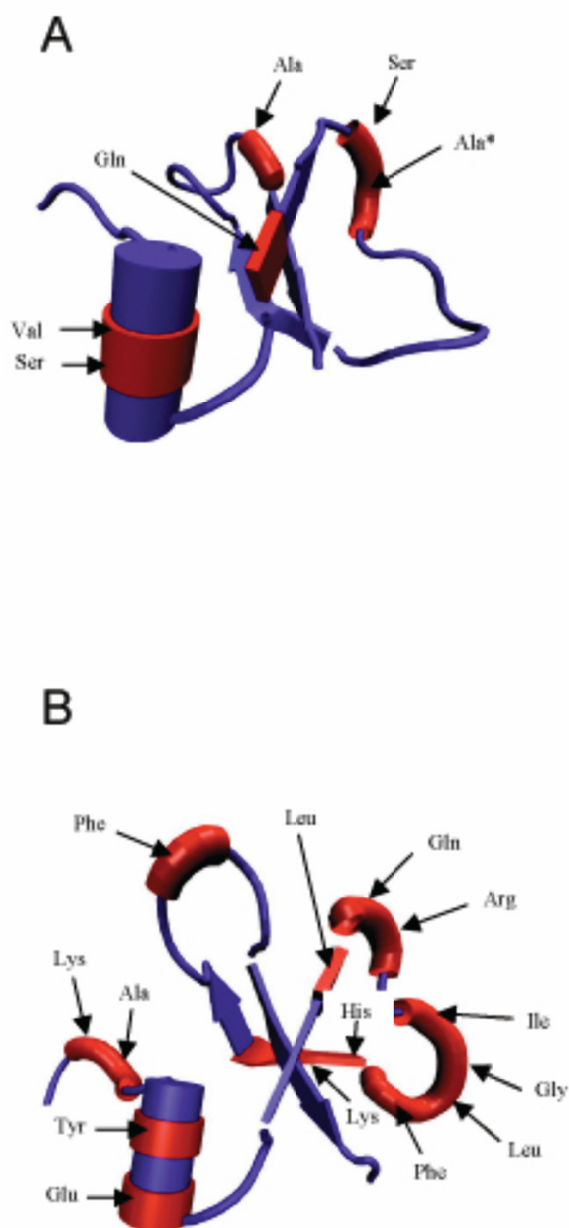 A
Ala
Ser
Gln
Ala*
Val
Ser
B
Phe
Leu
Gln
Arg
Lys
Ala
His
Ile
Gly
Lys
Tyr
Leu
Phe
Glu